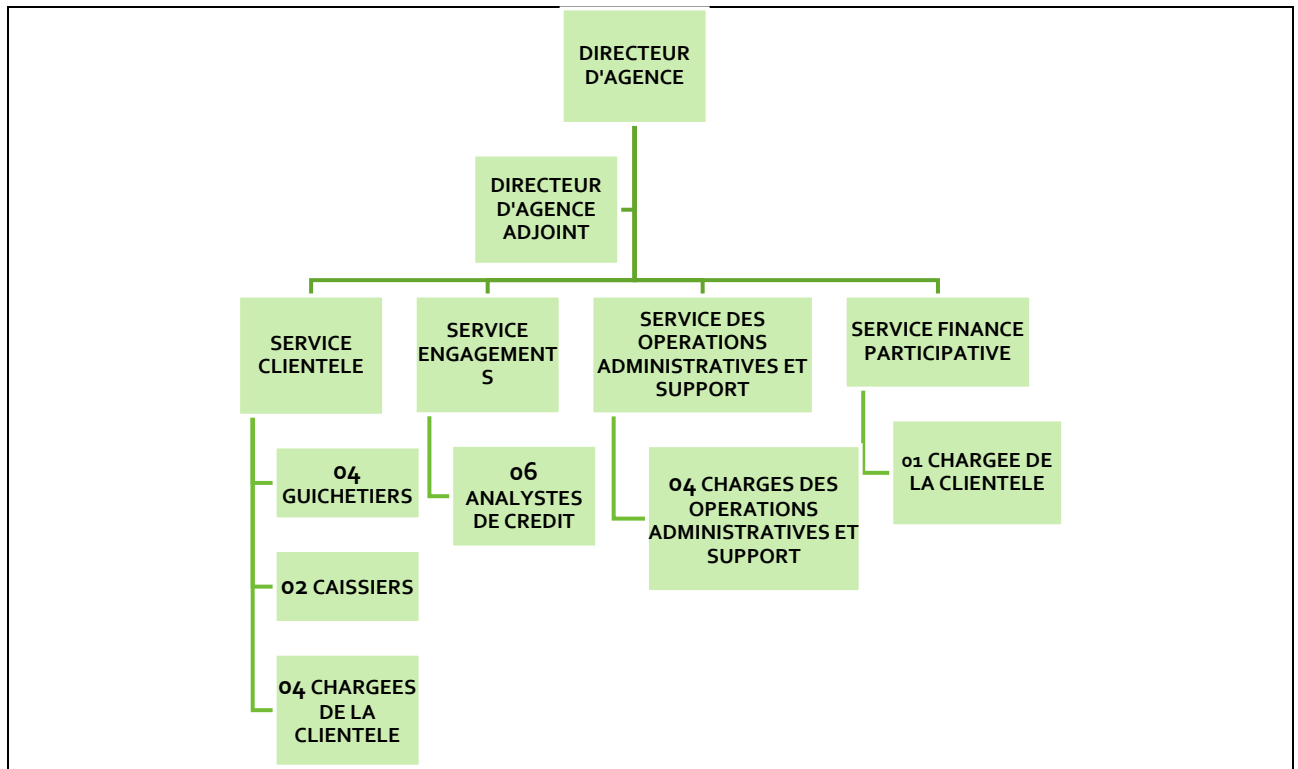 DIRECTEUR
D'AGENCE
DIRECTEUR
D'AGENCE
ADJOINT
SERVICE
CLIENTELE
SERVICE
ENGAGEMENT
S
SERVICE DES
OPERATIONS
ADMINISTRATIVES ET
SUPPORT
SERVICE FINANCE
PARTICIPATIVE
04
GUICHETIERS
02 CAISSIERS
04 CHARGEES
DE LA
CLIENTELE
06
ANALYSTES
DE CREDIT
04 CHARGES DES
OPERATIONS
ADMINISTRATIVES ET
SUPPORT
01 CHARGEE DE
LA CLIENTELE